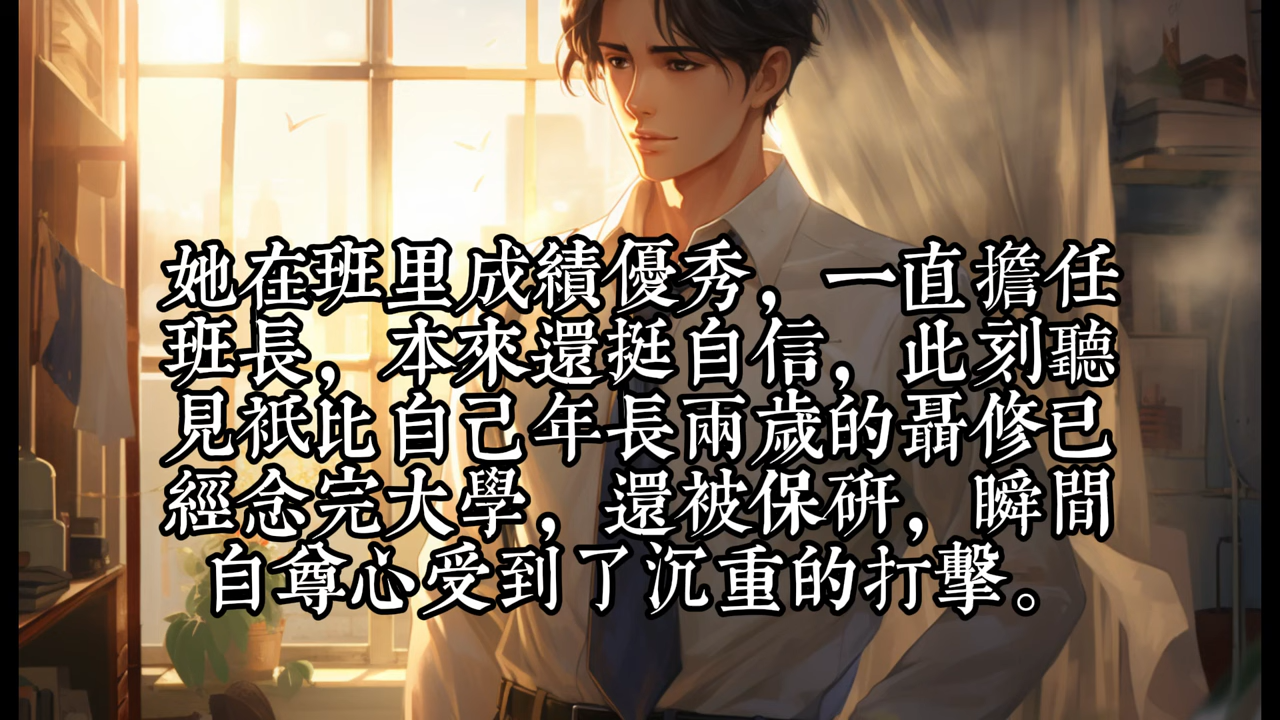 她在班里成績優秀，一直擔任
班長，本來還挺自信，此刻聽
見衹比自己年長兩歲的聶修已
經念完大學，還被保研，瞬間
自尊心受到了沉重的打擊。